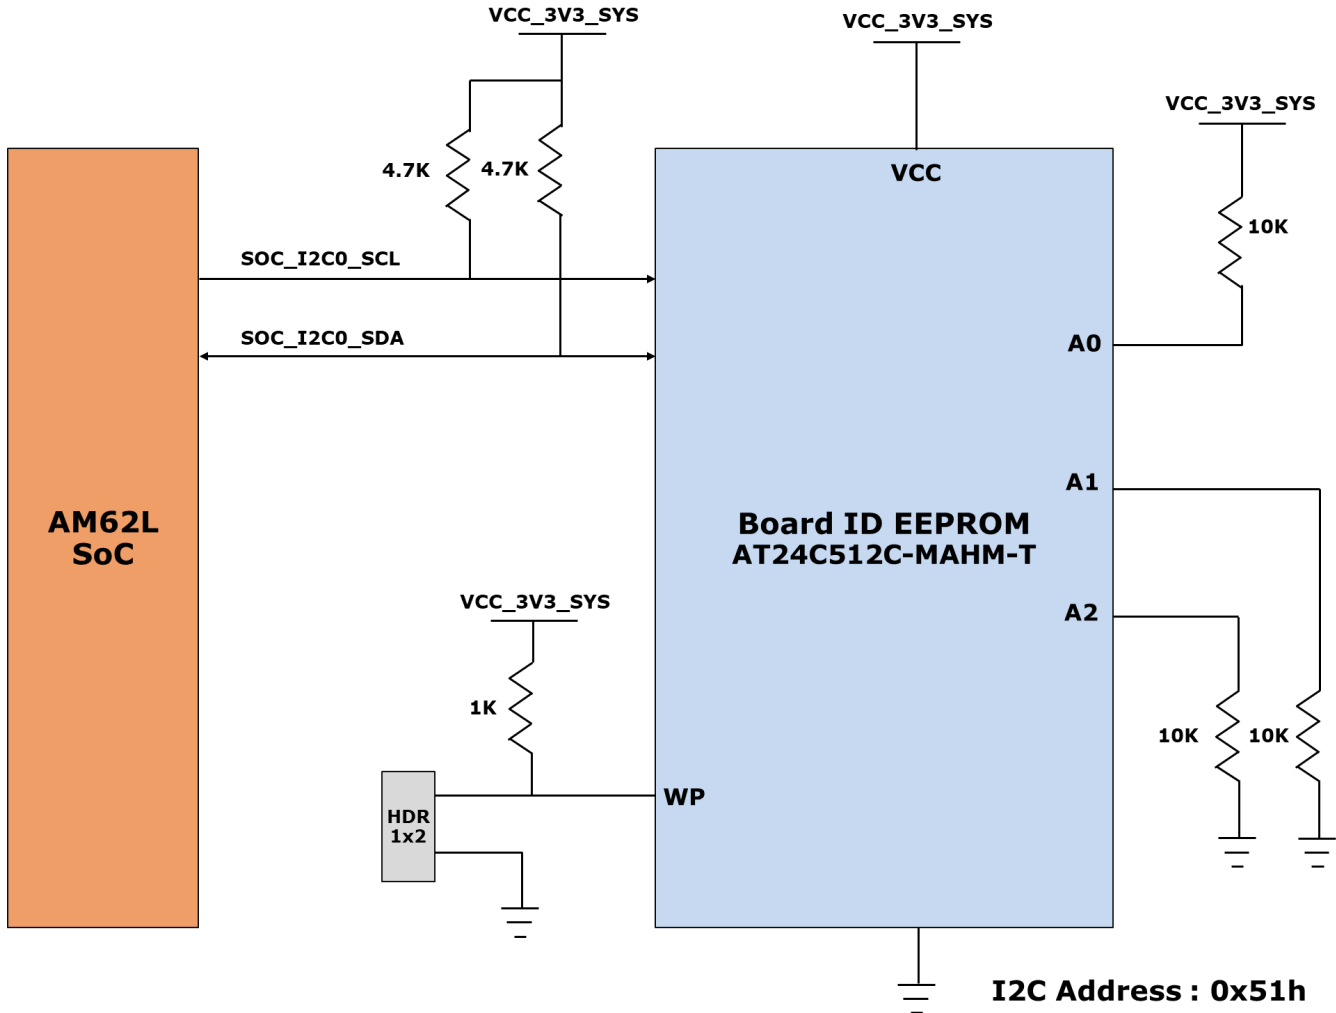 VCC_3V3_SYS
VCC_3V3_SYS
VCC_3V3_SYS
4.7K
4.7K
VCC
10K
SOC_I2C0_SCL
SOC_I2C0_SDA
A0
A1
AM62L
SoC
Board ID EEPROM
AT24C512C-MAHM-T
VCC_3V3_SYS
A2
1K
10K
10K
WP
HDR
1x2
I2C Address : 0x51h